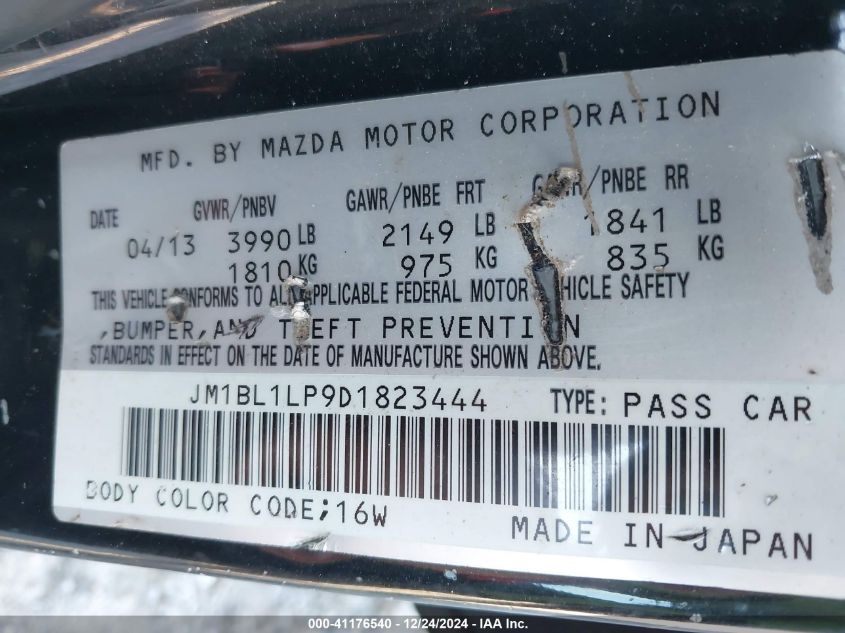 MFD. BY MAZDA MOTOR CORPORATION
DATE GVWR/PNBV GAWR/PNBE FRT GAWR/PNBE RR
04/13 3990 LB 2149 LB 1841 LB
1810 KG 975 KG 835 KG
THIS VEHICLE CONFORMS TO ALL APPLICABLE FEDERAL MOTOR VEHICLE SAFETY
,BUMPER,AND THEFT PREVENTION
STANDARDS IN EFFECT ON THE DATE OF MANUFACTURE SHOWN ABOVE.
JM1BL1LP9D1823444 TYPE: PASS CAR
BODY COLOR CODE;16W
MADE IN JAPAN
000-41176540 - 12/24/2024 - IAA Inc.